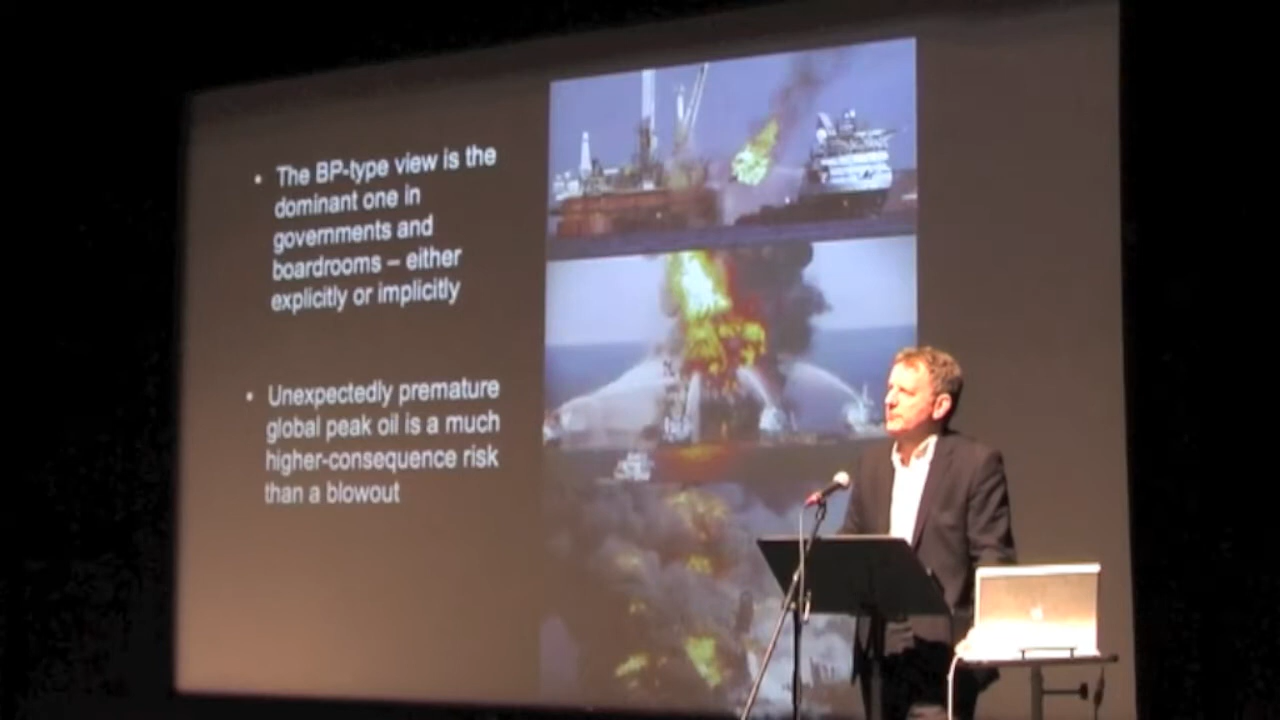 • The BP-type view is the
dominant one in
governments and
boardrooms – either
explicitly or implicitly
• Unexpectedly premature
global peak oil is a much
higher-consequence risk
than a blowout